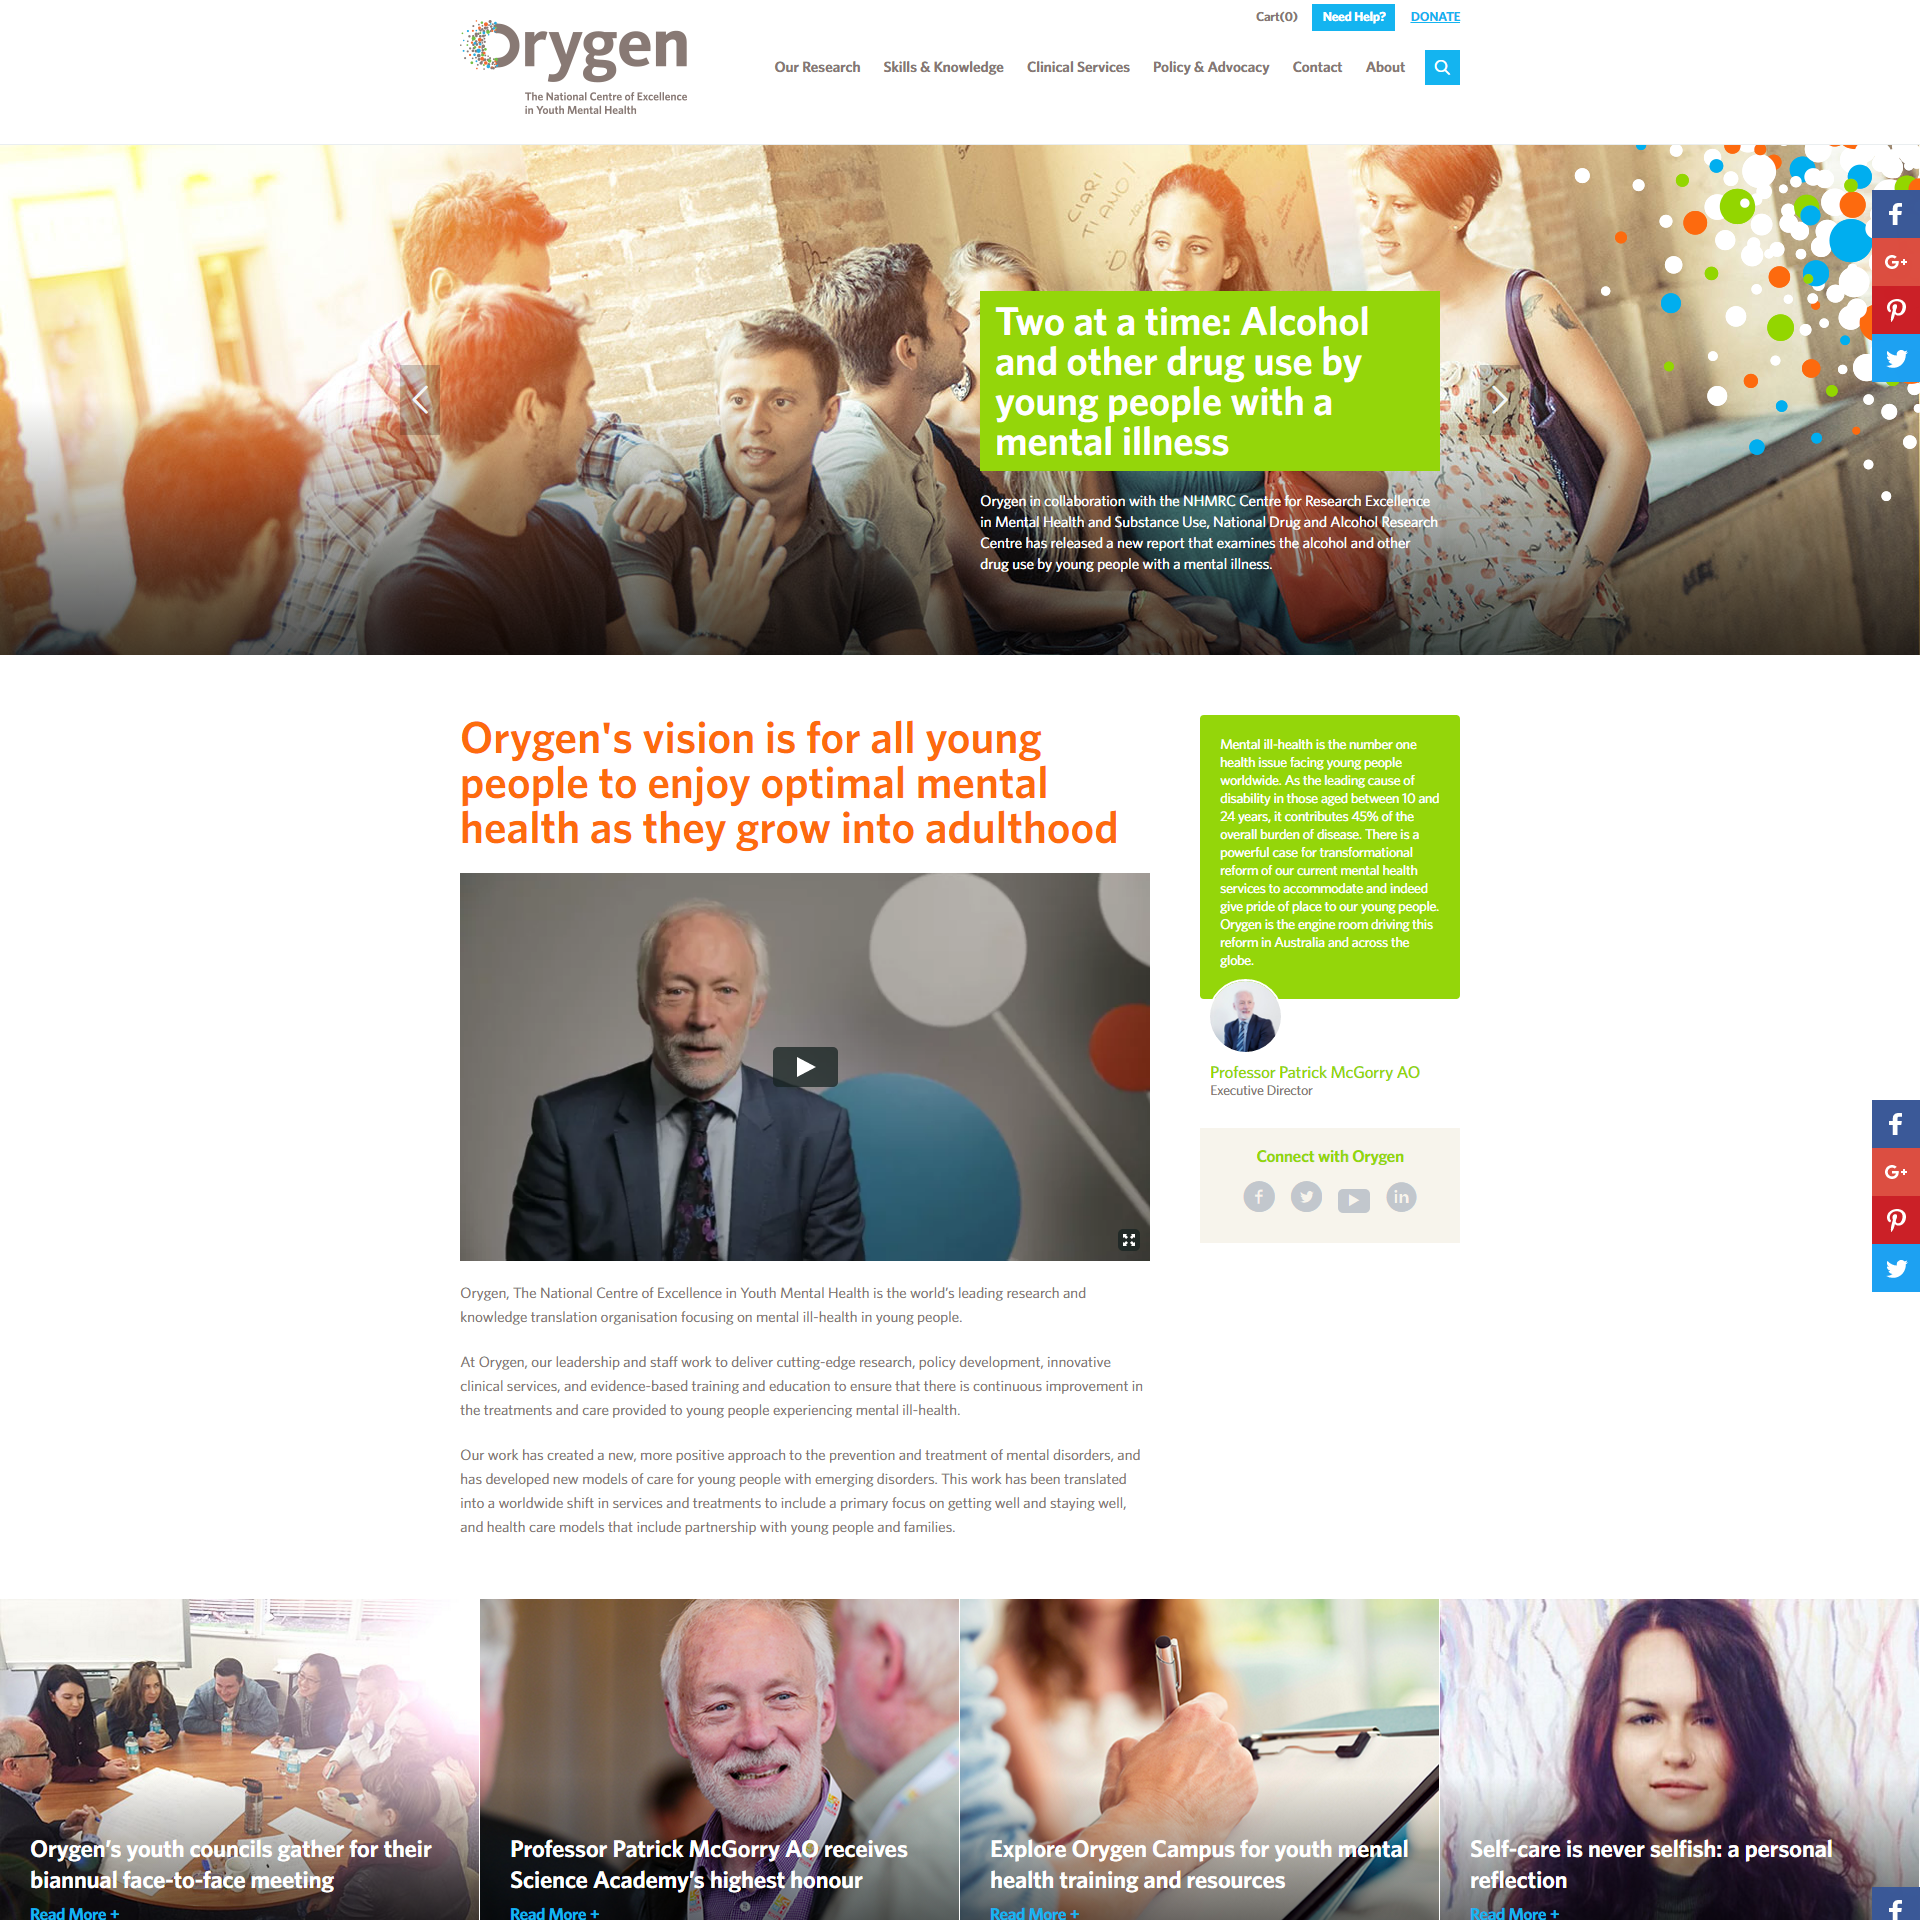 Cart(0) Need Help? DONATE
Orygen
The National Centre of Excellence
in Youth Mental Health
Our Research Skills & Knowledge Clinical Services Policy & Advocacy Contact About
CIARI
TIANO!
:D
Two at a time: Alcohol
and other drug use by
young people with a
mental illness
Orygen in collaboration with the NHMRC Centre for Research Excellence
in Mental Health and Substance Use, National Drug and Alcohol Research
Centre has released a new report that examines the alcohol and other
drug use by young people with a mental illness.
Orygen's vision is for all young
people to enjoy optimal mental
health as they grow into adulthood
Orygen, The National Centre of Excellence in Youth Mental Health is the world's leading research and
knowledge translation organisation focusing on mental ill-health in young people.
At Orygen, our leadership and staff work to deliver cutting-edge research, policy development, innovative
clinical services, and evidence-based training and education to ensure that there is continuous improvement in
the treatments and care provided to young people experiencing mental ill-health.
Our work has created a new, more positive approach to the prevention and treatment of mental disorders, and
has developed new models of care for young people with emerging disorders. This work has been translated
into a worldwide shift in services and treatments to include a primary focus on getting well and staying well,
and health care models that include partnership with young people and families.
Mental ill-health is the number one
health issue facing young people
worldwide. As the leading cause of
disability in those aged between 10 and
24 years, it contributes 45% of the
overall burden of disease. There is a
powerful case for transformational
reform of our current mental health
services to accommodate and indeed
give pride of place to our young people.
Orygen is the engine room driving this
reform in Australia and across the
globe.
Professor Patrick McGorry AO
Executive Director
Connect with Orygen
Orygen's youth councils gather for their
biannual face-to-face meeting
Read More +
Professor Patrick McGorry AO receives
Science Academy's highest honour
Read More +
Explore Orygen Campus for youth mental
health training and resources
Read More +
Self-care is never selfish: a personal
reflection
Read More +